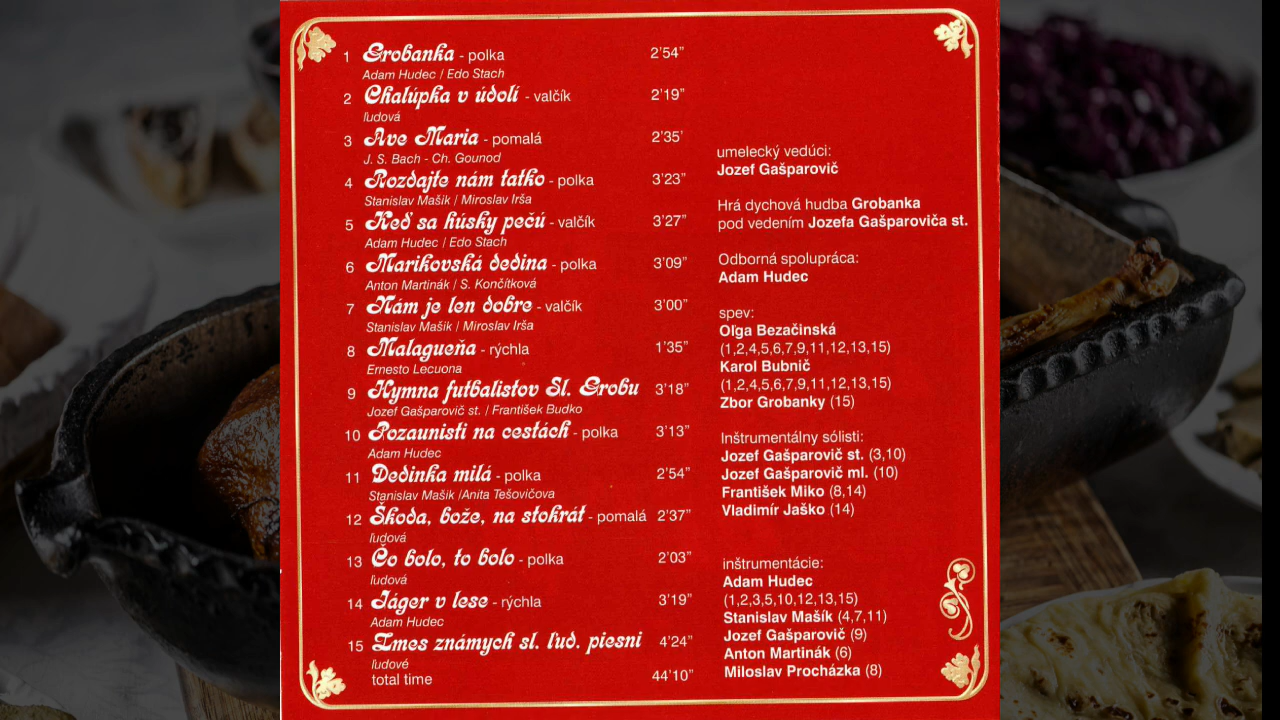 1 Grobanka - polka 2'54"
Adam Hudec / Edo Stach
2 Chalúpka v údolí - valčík 2'19"
ľudová
3 Ave Maria - pomalá 2'35'
J. S. Bach - Ch. Gounod
4 Rozdajte nám tatko - polka 3'23"
Stanislav Mašik / Miroslav Irša
5 Keď sa húsky pečú - valčík 3'27"
Adam Hudec / Edo Stach
6 Marikovská dedina - polka 3'09"
Anton Martinák / S. Končítková
7 Nám je len dobre - valčík 3'00"
Stanislav Mašik / Miroslav Irša
8 Malagueňa - rýchla 1'35"
Ernesto Lecuona
9 Hymna futbalistov Sl. Grobu 3'18"
Jozef Gašparovič st. / František Budko
10 Pozaunisti na cestách - polka 3'13"
Adam Hudec
11 Dedinka milá - polka 2'54"
Stanislav Mašik /Anita Tešovičova
12 Škoda, bože, na stokrát - pomalá 2'37"
ľudová
13 Čo bolo, to bolo - polka 2'03"
ľudová
14 Jáger v lese - rýchla 3'19"
Adam Hudec
15 Zmes známych sl. ľud. piesni 4'24"
ľudové
total time 44'10"
umelecký vedúci:
Jozef Gašparovič
Hrá dychová hudba Grobanka
pod vedením Jozefa Gašparoviča st.
Odborná spolupráca:
Adam Hudec
spev:
Oľga Bezačinská
(1,2,4,5,6,7,9,11,12,13,15)
Karol Bubnič
(1,2,4,5,6,7,9,11,12,13,15)
Zbor Grobanky (15)
Inštrumentálny sólisti:
Jozef Gašparovič st. (3,10)
Jozef Gašparovič ml. (10)
František Miko (8,14)
Vladimír Jaško (14)
inštrumentácie:
Adam Hudec
(1,2,3,5,10,12,13,15)
Stanislav Mašík (4,7,11)
Jozef Gašparovič (9)
Anton Martinák (6)
Miloslav Procházka (8)